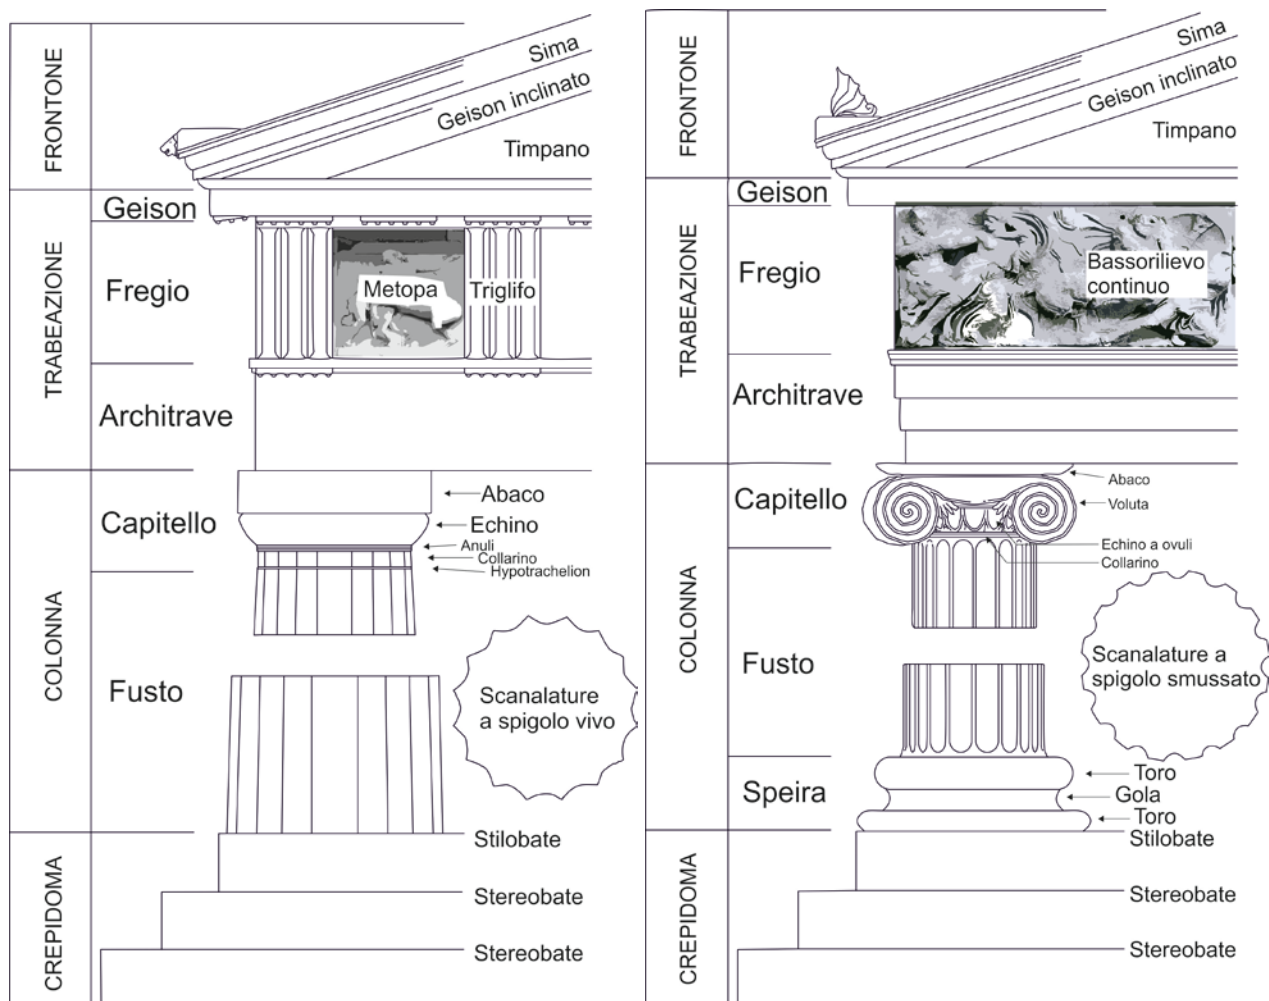 FRONTONE
Sima
Geison inclinato
Timpano
TRABEAZIONE
Geison
Fregio
Metopa
Triglifo
Architrave
COLONNA
Capitello
Abaco
Echino
Anuli
Collarino
Hypotrachelion
Fusto
Scanalature
a spigolo vivo
CREPIDOMA
Stilobate
Stereobate
Stereobate
FRONTONE
Sima
Geison inclinato
Timpano
TRABEAZIONE
Geison
Fregio
Bassorilievo
continuo
Architrave
COLONNA
Capitello
Abaco
Voluta
Echino a ovuli
Collarino
Fusto
Scanalature a
spigolo smussato
Speira
Toro
Gola
Toro
CREPIDOMA
Stilobate
Stereobate
Stereobate